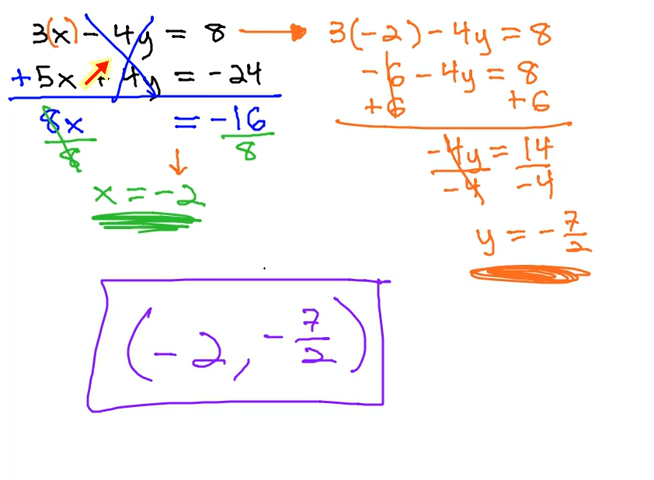 3(x) - 4y = 8
+5x + 4y = -24
8x = -16
8 8
x = -2
3(-2) - 4y = 8
-6 - 4y = 8
+6 +6
-4y = 14
-4 -4
y = -7/2
(-2, -7/2)